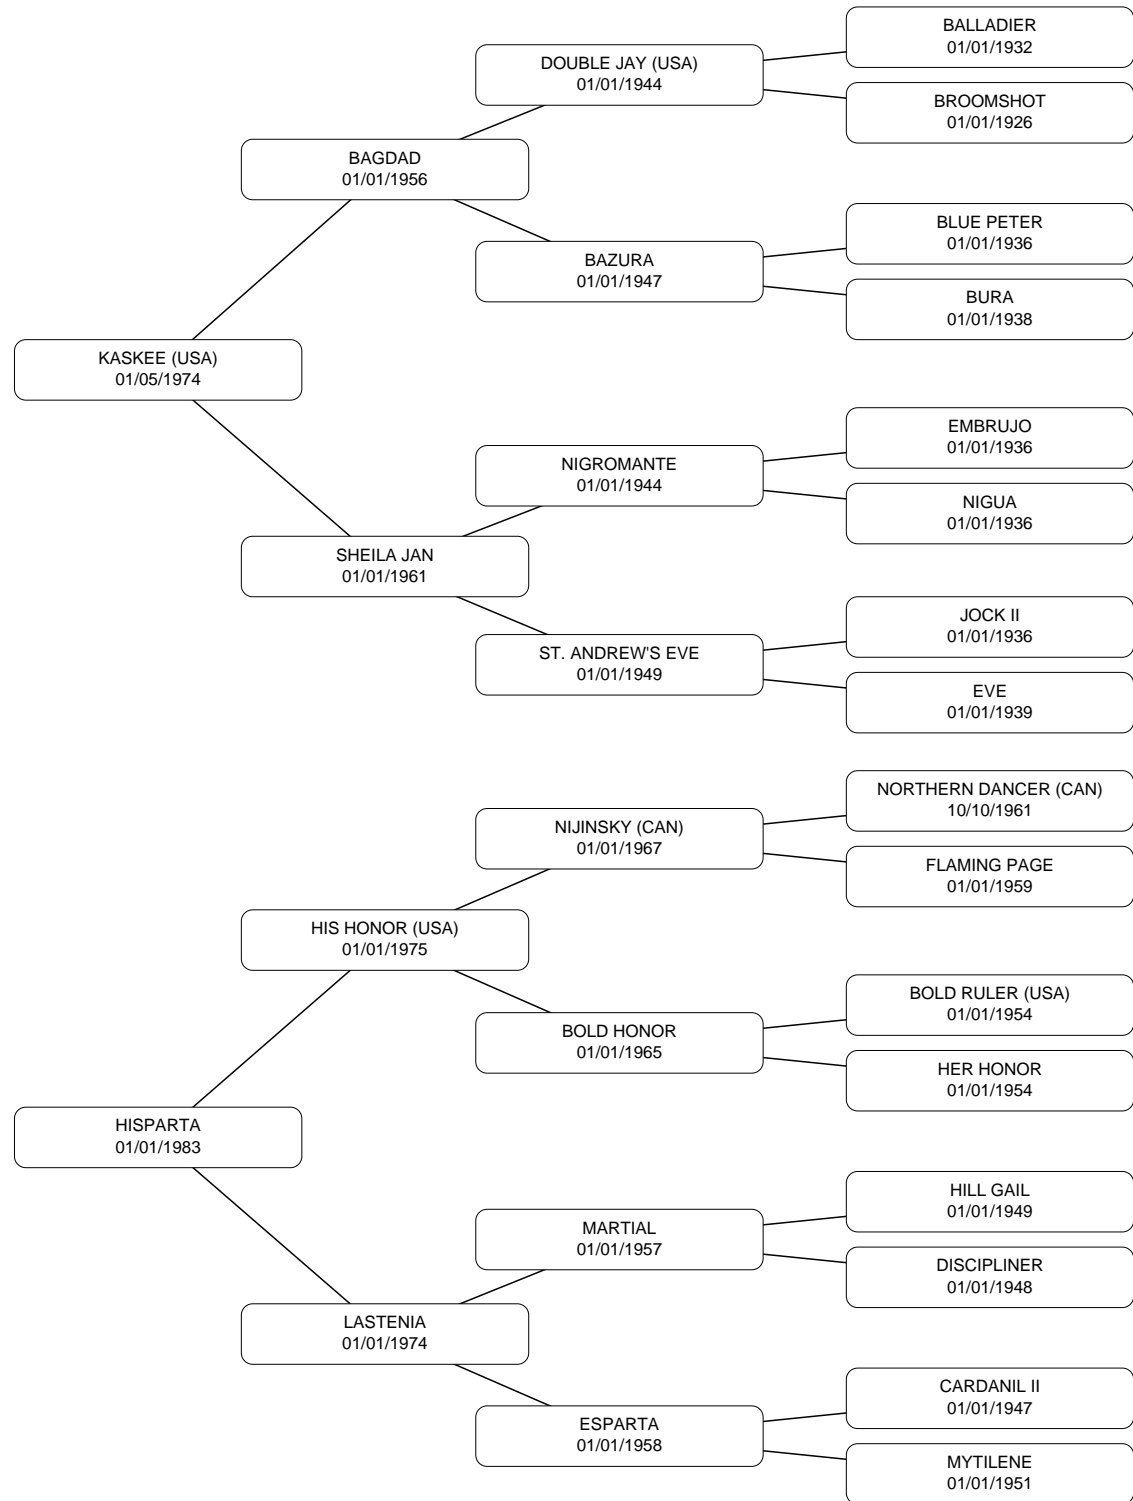 BALLADIER
01/01/1932
DOUBLE JAY (USA)
01/01/1944
BROOMSHOT
01/01/1926
BAGDAD
01/01/1956
BLUE PETER
01/01/1936
BAZURA
01/01/1947
BURA
01/01/1938
KASKEE (USA)
01/05/1974
EMBRUJO
01/01/1936
NIGROMANTE
01/01/1944
NIGUA
01/01/1936
SHEILA JAN
01/01/1961
JOCK II
01/01/1936
ST. ANDREW'S EVE
01/01/1949
EVE
01/01/1939
NORTHERN DANCER (CAN)
10/10/1961
NIJINSKY (CAN)
01/01/1967
FLAMING PAGE
01/01/1959
HIS HONOR (USA)
01/01/1975
BOLD RULER (USA)
01/01/1954
BOLD HONOR
01/01/1965
HER HONOR
01/01/1954
HISPARTA
01/01/1983
HILL GAIL
01/01/1949
MARTIAL
01/01/1957
DISCIPLINER
01/01/1948
LASTENIA
01/01/1974
CARDANIL II
01/01/1947
ESPARTA
01/01/1958
MYTILENE
01/01/1951